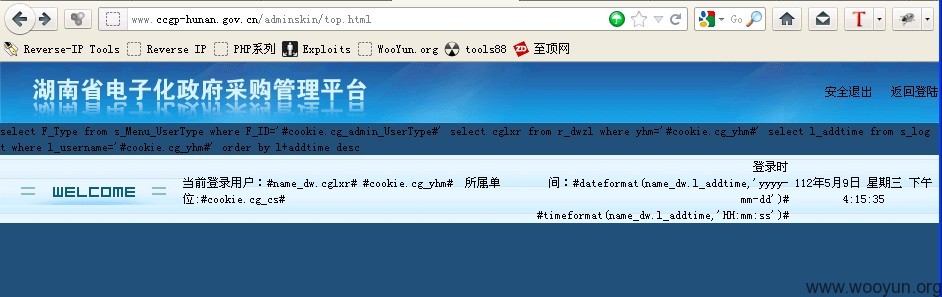 www.ccgp-hunan.gov.cn/adminskin/top.html
Go
Reverse-IP Tools Reverse IP PHP系列 Exploits WooYun.org tools88 至顶网
湖南省电子化政府采购管理平台
安全退出 返回登陆
select F_Type from s_Menu_UserType where F_ID='#cookie.cg_admin_UserType#' select cglxr from r_dwzl where yhm='#cookie.cg_yhm#' select l_addtime from s_log
t where l_username='#cookie.cg_yhm#' order by l+addtime desc
WELCOME
当前登录用户：#name_dw.cglxr# #cookie.cg_yhm# 所属单
位:#cookie.cg_cs#
登录时
间：#dateformat(name_dw.l_addtime,'yyyy-
mm-dd')#
#timeformat(name_dw.l_addtime,'HH:mm:ss')#
112年5月9日 星期三 下午
4:15:35
www.wooyun.org